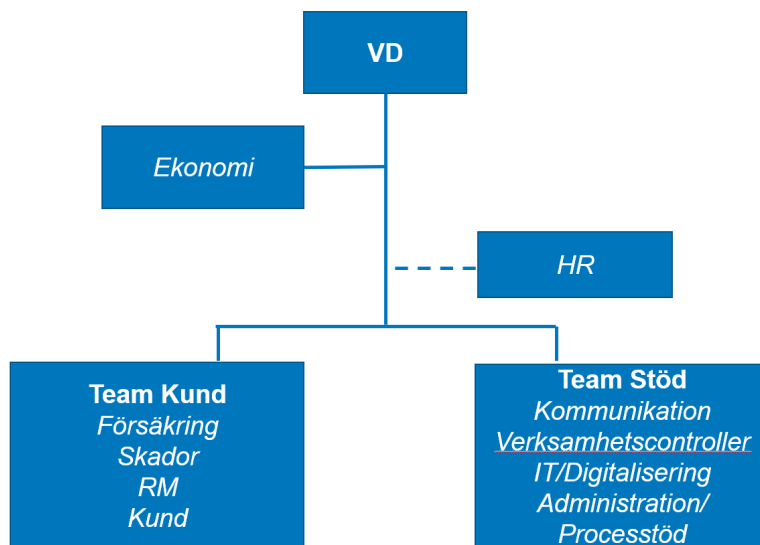 VD
Ekonomi
HR
Team Kund
Försäkring
Skador
RM
Kund
Team Stöd
Kommunikation
Verksamhetscontroller
IT/Digitalisering
Administration/
Processtöd